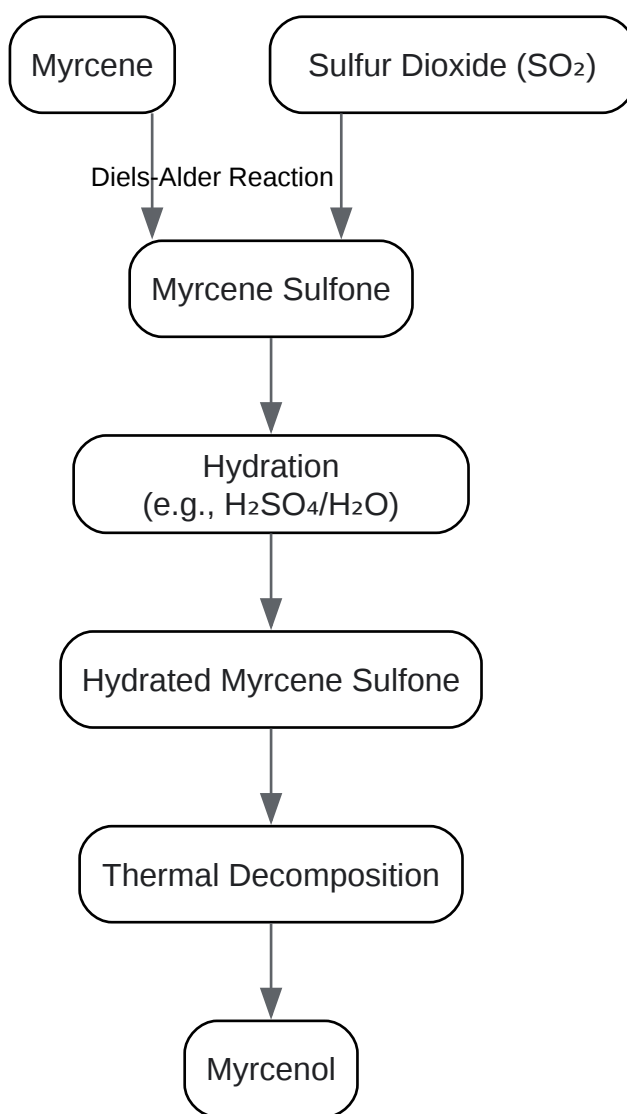 Myrcene
Sulfur Dioxide (SO₂)
Diels-Alder Reaction
Myrcene Sulfone
Hydration
(e.g., H₂SO₄/H₂O)
Hydrated Myrcene Sulfone
Thermal Decomposition
Myrcenol